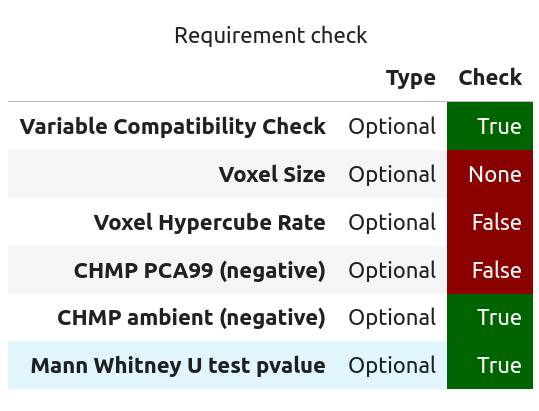 Requirement check
Type Check
Variable Compatibility Check Optional True
Voxel Size Optional None
Voxel Hypercube Rate Optional False
CHMP PCA99 (negative) Optional False
CHMP ambient (negative) Optional True
Mann Whitney U test pvalue Optional True